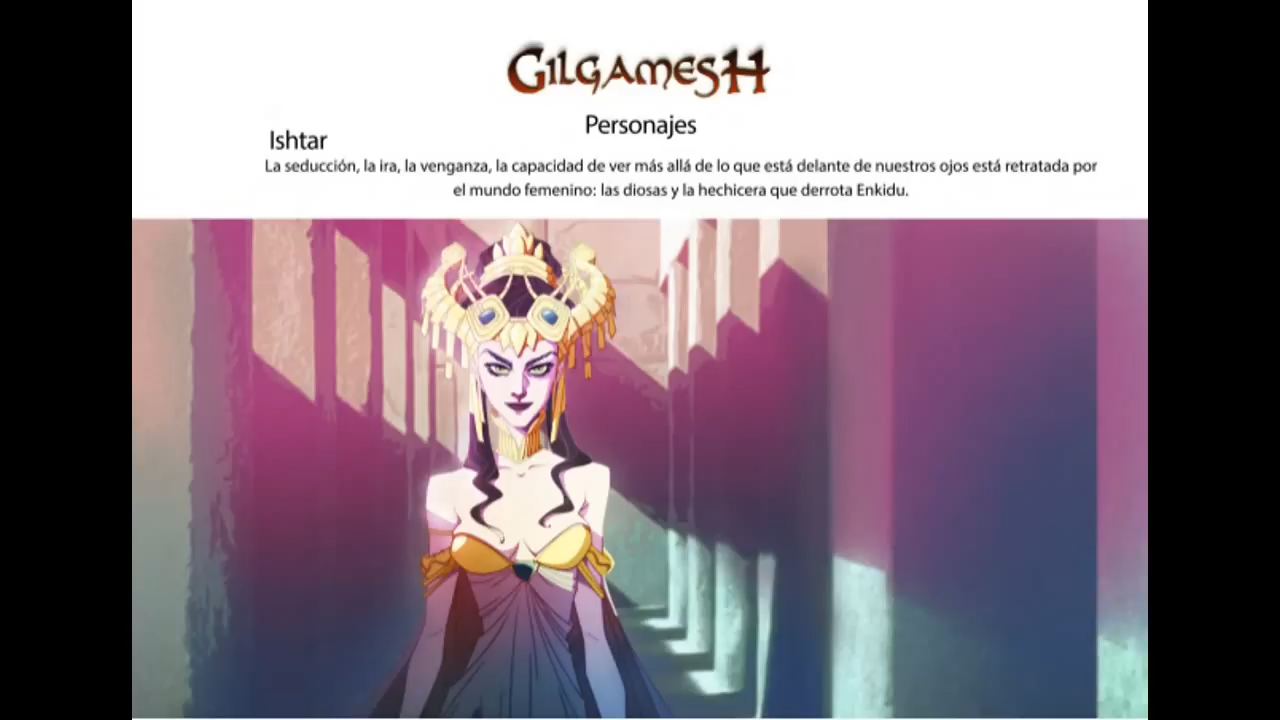 GILGAMESH
Personajes
Ishtar
La seducción, la ira, la venganza, la capacidad de ver más allá de lo que está delante de nuestros ojos está retratada por
el mundo femenino: las diosas y la hechicera que derrota Enkidu.